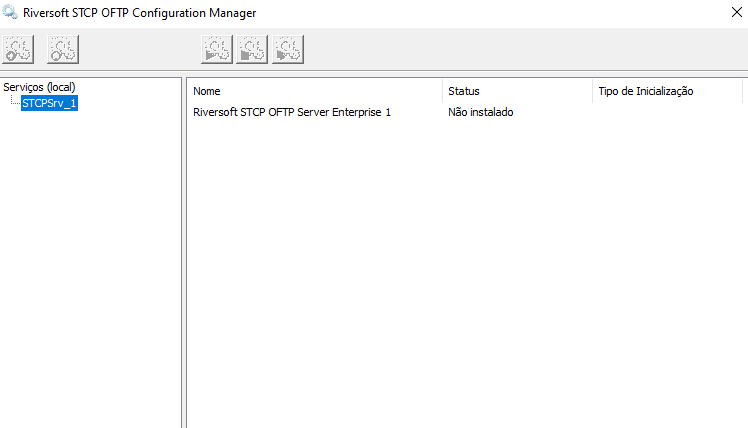 Riversoft STCP OFTP Configuration Manager
Serviços (local)
STCPSrv_1
Nome Status Tipo de Inicialização
Riversoft STCP OFTP Server Enterprise 1 Não instalado